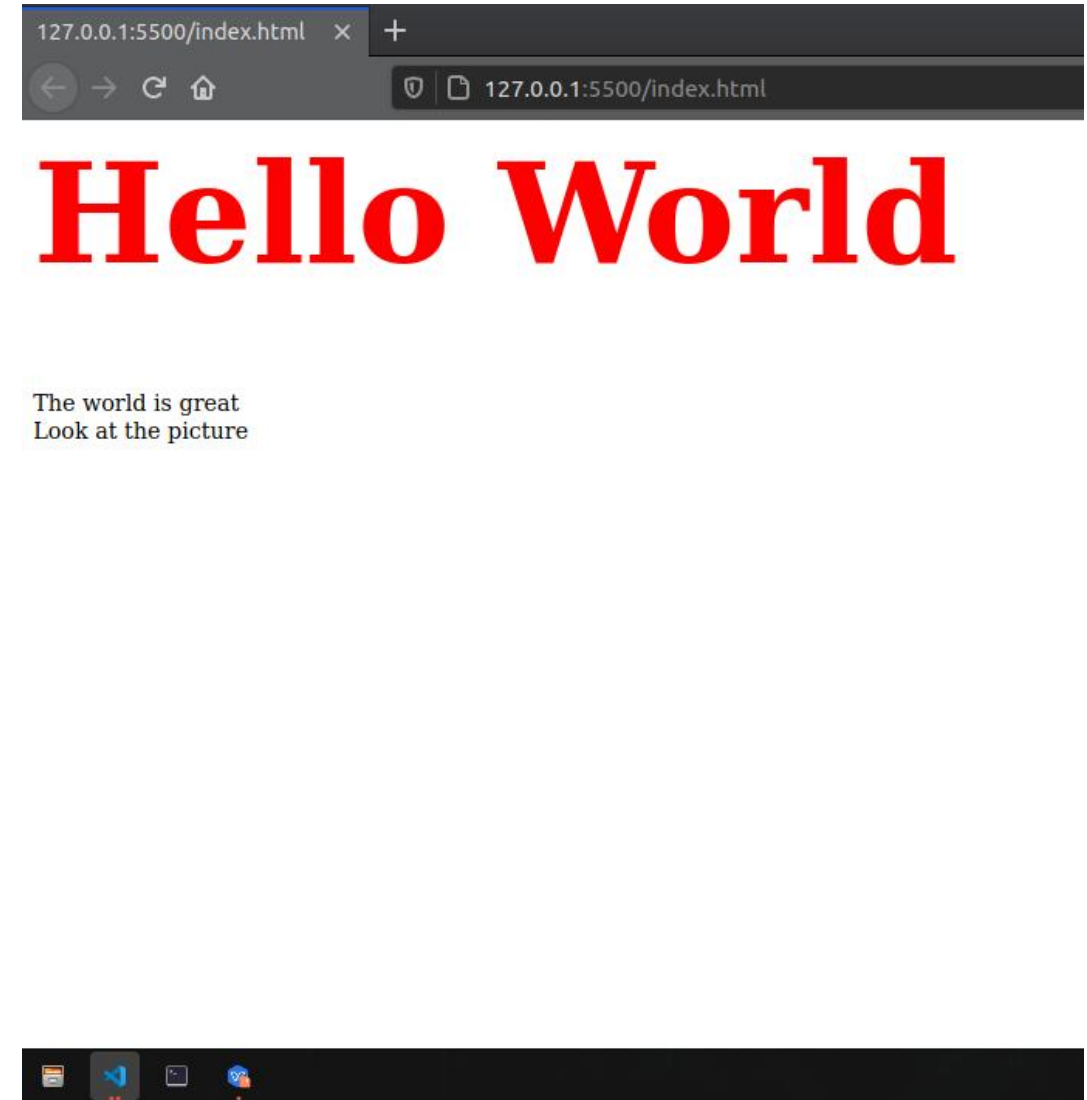 127.0.0.1:5500/index.html
127.0.0.1:5500/index.html
Hello World
The world is great
Look at the picture